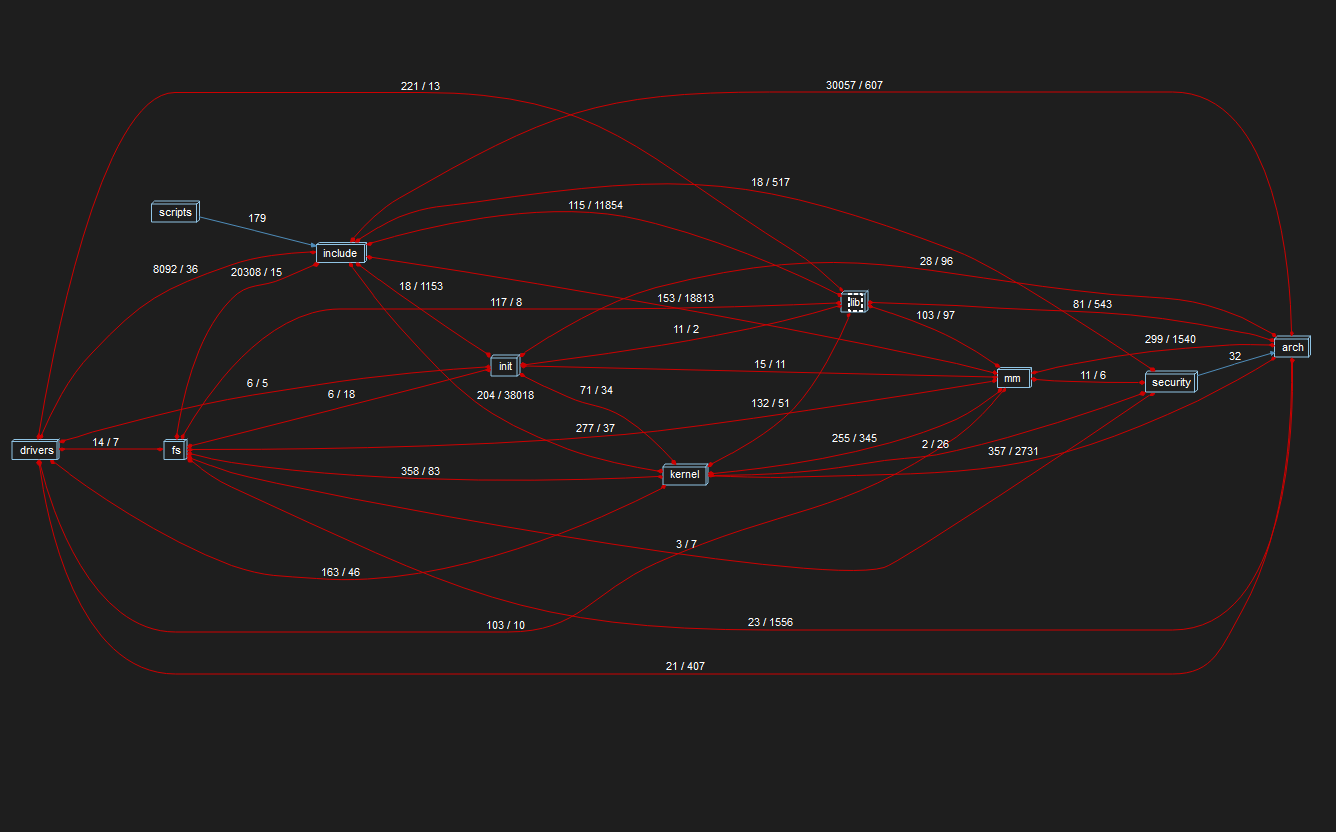 30057 / 607
221 / 13
18 / 517
115 / 11854
scripts
179
include
28 / 96
8092 / 36
20308 / 15
18 / 1153
117 / 8
153 / 18813
lib
81 / 543
103 / 97
11 / 2
299 / 1540
arch
32
init
15 / 11
mm
11 / 6
security
6 / 5
6 / 18
204 / 38018
71 / 34
132 / 51
277 / 37
255 / 345
2 / 26
14 / 7
drivers
fs
357 / 2731
358 / 83
kernel
3 / 7
163 / 46
103 / 10
23 / 1556
21 / 407